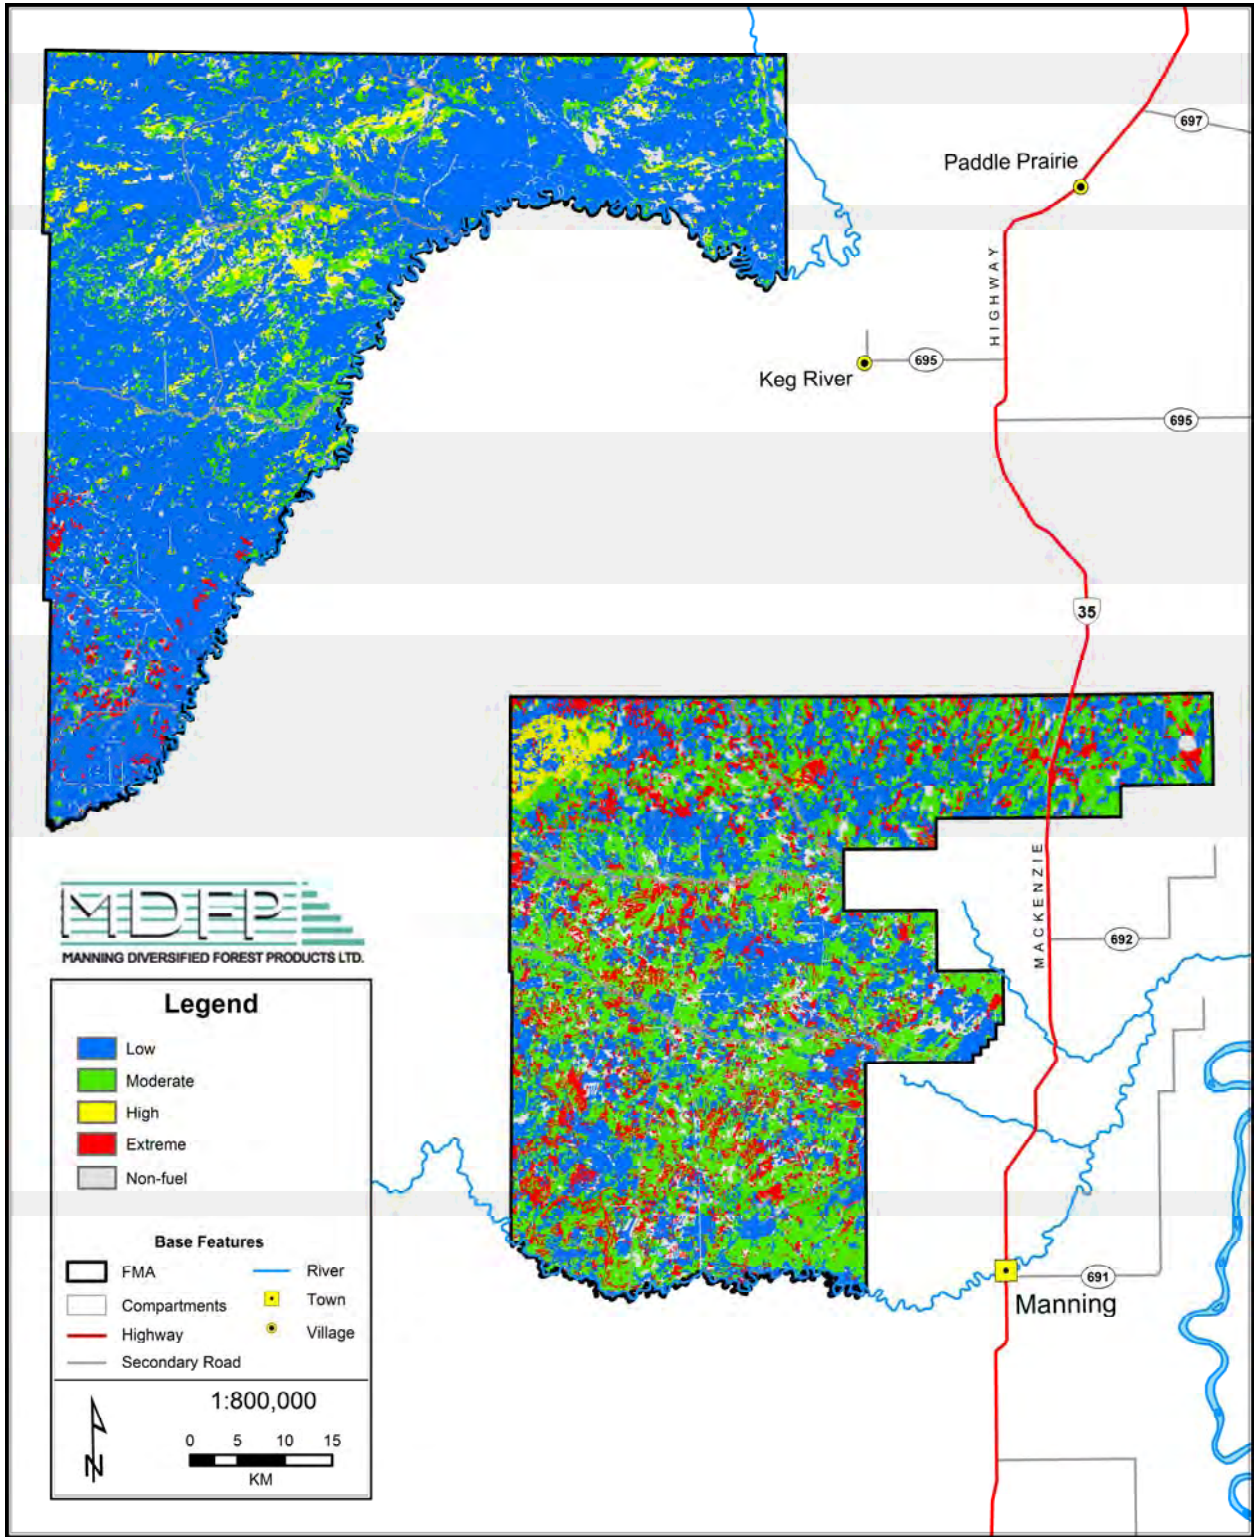 697
Paddle Prairie
HIGHWAY
695
Keg River
695
35
MACKENZIE
692
MDFP
MANNING DIVERSIFIED FOREST PRODUCTS LTD.
Legend
Low
Moderate
High
Extreme
Non-fuel
Base Features
FMA
River
Compartments
Town
Highway
Village
Secondary Road
691
Manning
1:800,000
0 5 10 15
KM
N